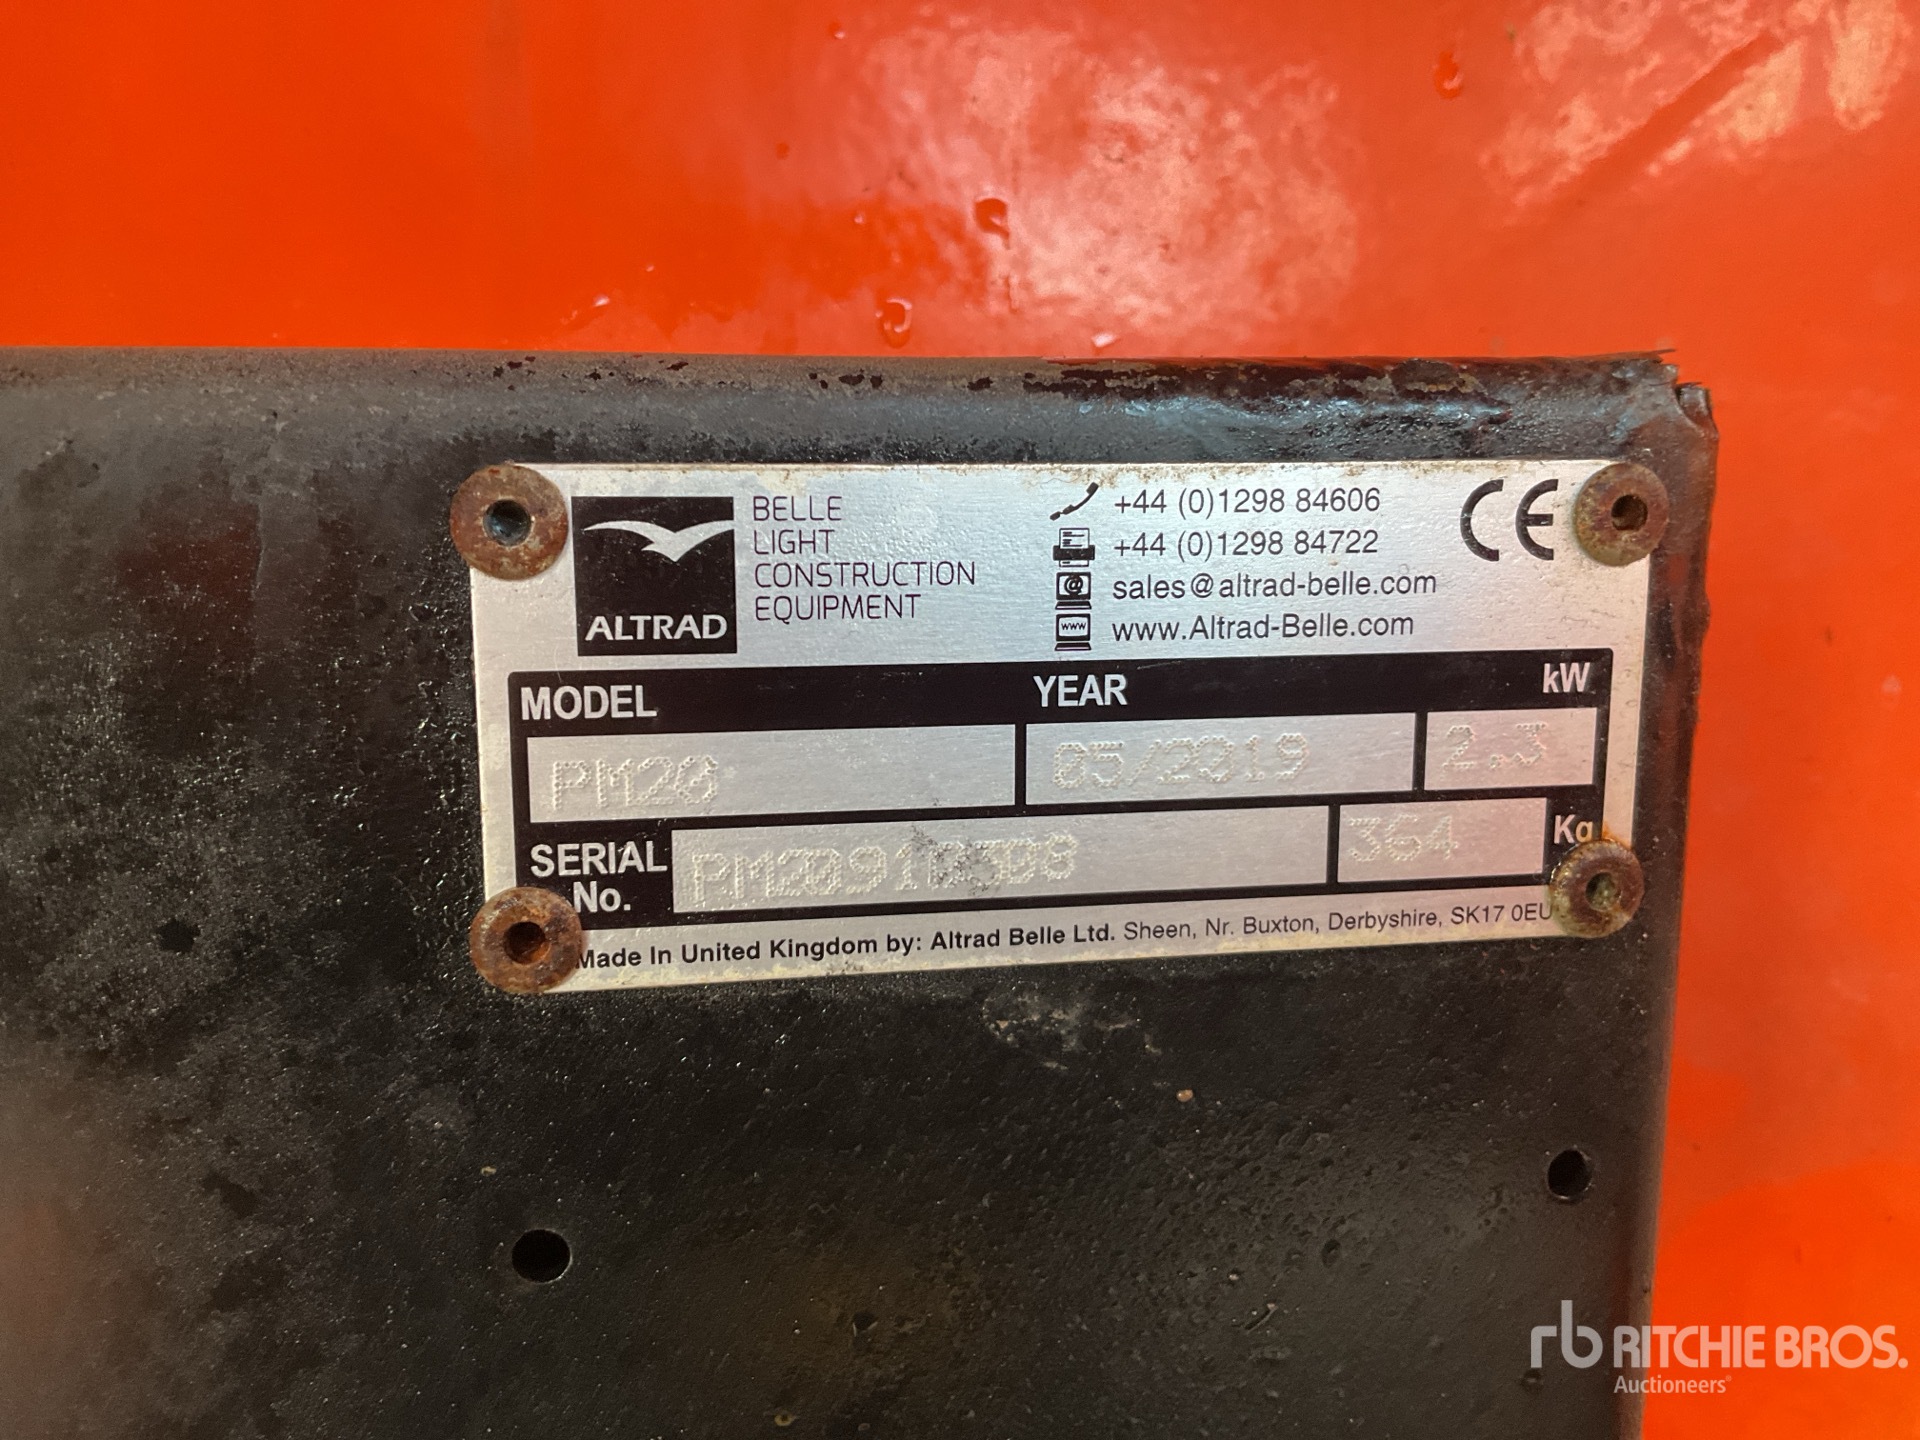 ALTRAD
BELLE
LIGHT
CONSTRUCTION
EQUIPMENT
+44 (0)1298 84606
+44 (0)1298 84722
sales@altrad-belle.com
www
www.Altrad-Belle.com
CE
MODEL YEAR kW
PM20 05/2019 2.3
SERIAL No. 364 Kg
Made In United Kingdom by: Altrad Belle Ltd. Sheen, Nr. Buxton, Derbyshire, SK17 0EU
rb RITCHIE BROS.
Auctioneers